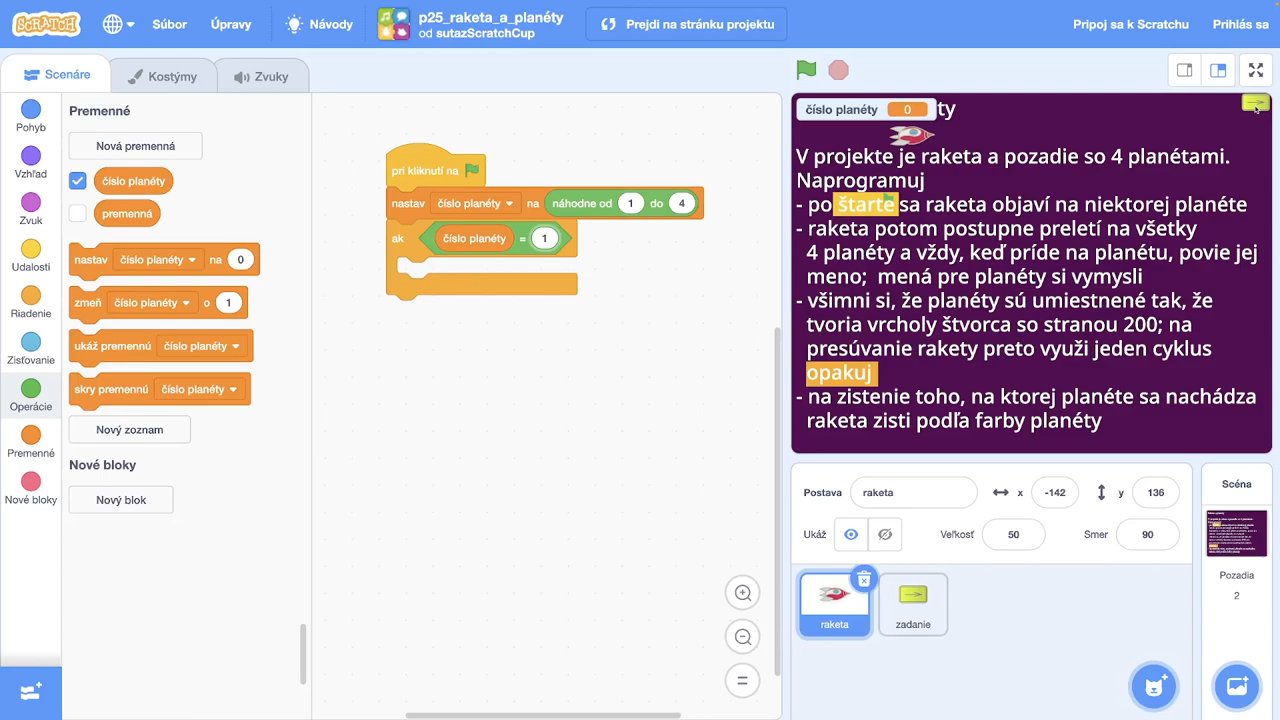 SCRATCH
Súbor
Úpravy
Návody
p25_raketa_a_planéty
od sutazScratchCup
Prejdi na stránku projektu
Pripoj sa k Scratchu
Prihlás sa
Scenáre
Kostýmy
Zvuky
Pohyb
Vzhľad
Zvuk
Udalosti
Riadenie
Zisťovanie
Operácie
Premenné
Nové bloky
Premenné
Nová premenná
číslo planéty
premenná
nastav číslo planéty na 0
zmeň číslo planéty o 1
ukáž premennú číslo planéty
skry premennú číslo planéty
Nový zoznam
Nové bloky
Nový blok
pri kliknutí na
nastav číslo planéty na náhodne od 1 do 4
ak číslo planéty = 1
číslo planéty 0
ty
V projekte je raketa a pozadie so 4 planétami.
Naprogramuj
- po štarte sa raketa objaví na niektorej planéte
- raketa potom postupne preletí na všetky
4 planéty a vždy, keď príde na planétu, povie jej
meno; mená pre planéty si vymysli
- všimni si, že planéty sú umiestnené tak, že
tvoria vrcholy štvorca so stranou 200; na
presúvanie rakety preto využi jeden cyklus
opakuj
- na zistenie toho, na ktorej planéte sa nachádza
raketa zisti podľa farby planéty
Postava
raketa
x
-142
y
136
Ukáž
Veľkosť
50
Smer
90
raketa
zadanie
Scéna
Pozadia
2